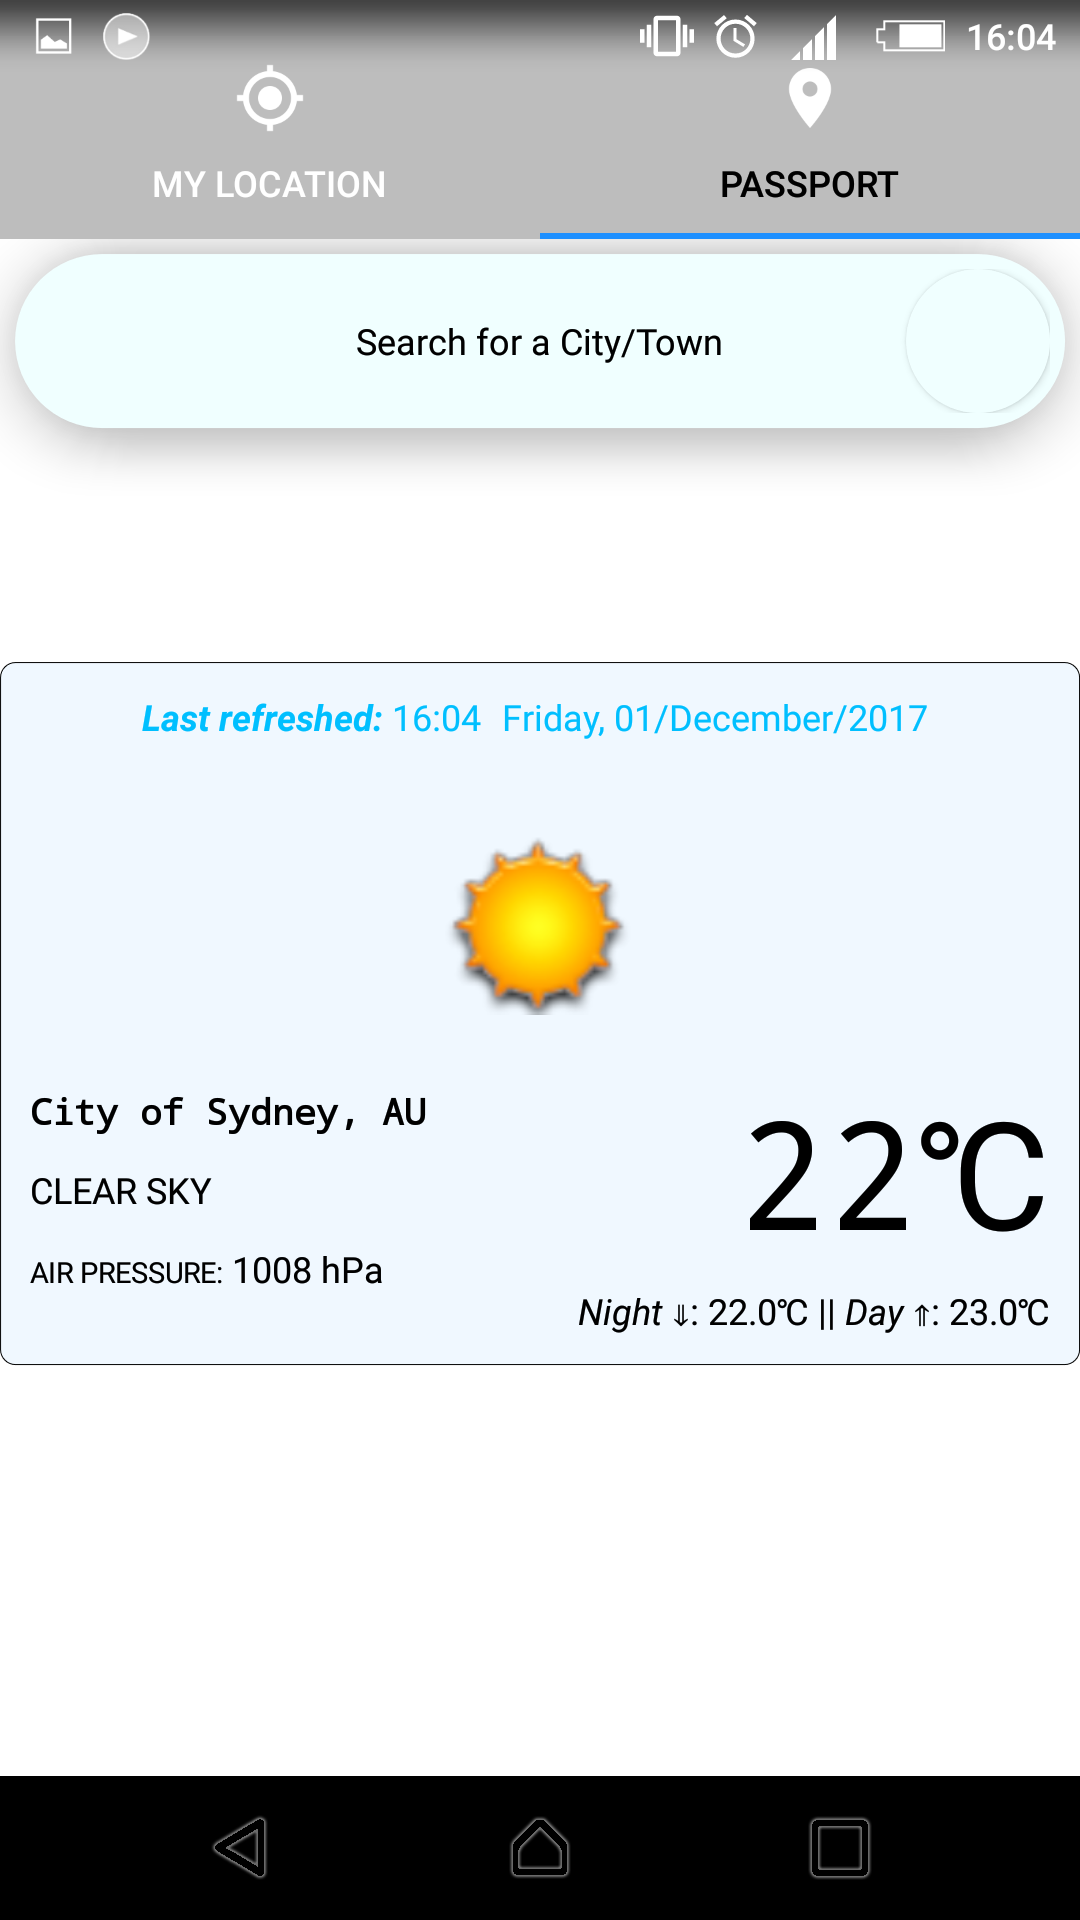 16:04
MY LOCATION
PASSPORT
Search for a City/Town
Last refreshed: 16:04 Friday, 01/December/2017
City of Sydney, AU
22℃
CLEAR SKY
AIR PRESSURE: 1008 hPa
Night ⇓: 22.0℃ || Day ⇑: 23.0℃